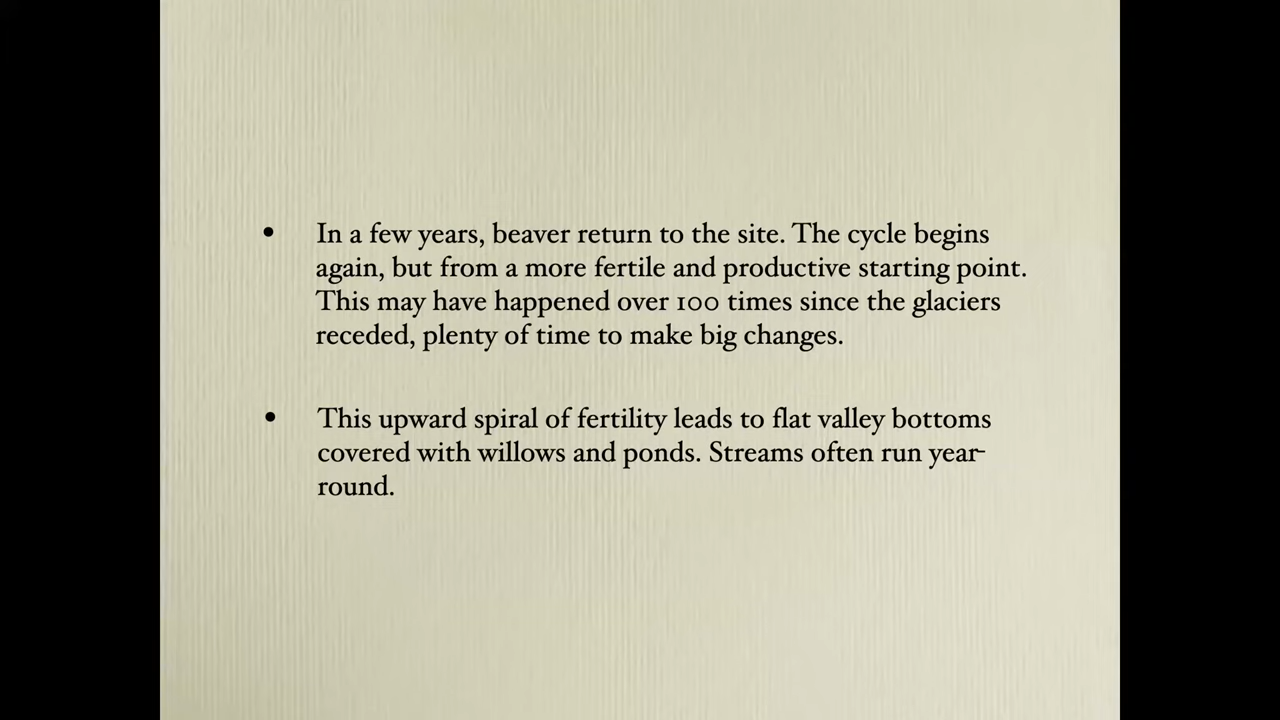 • In a few years, beaver return to the site. The cycle begins
again, but from a more fertile and productive starting point.
This may have happened over 100 times since the glaciers
receded, plenty of time to make big changes.
• This upward spiral of fertility leads to flat valley bottoms
covered with willows and ponds. Streams often run year-
round.